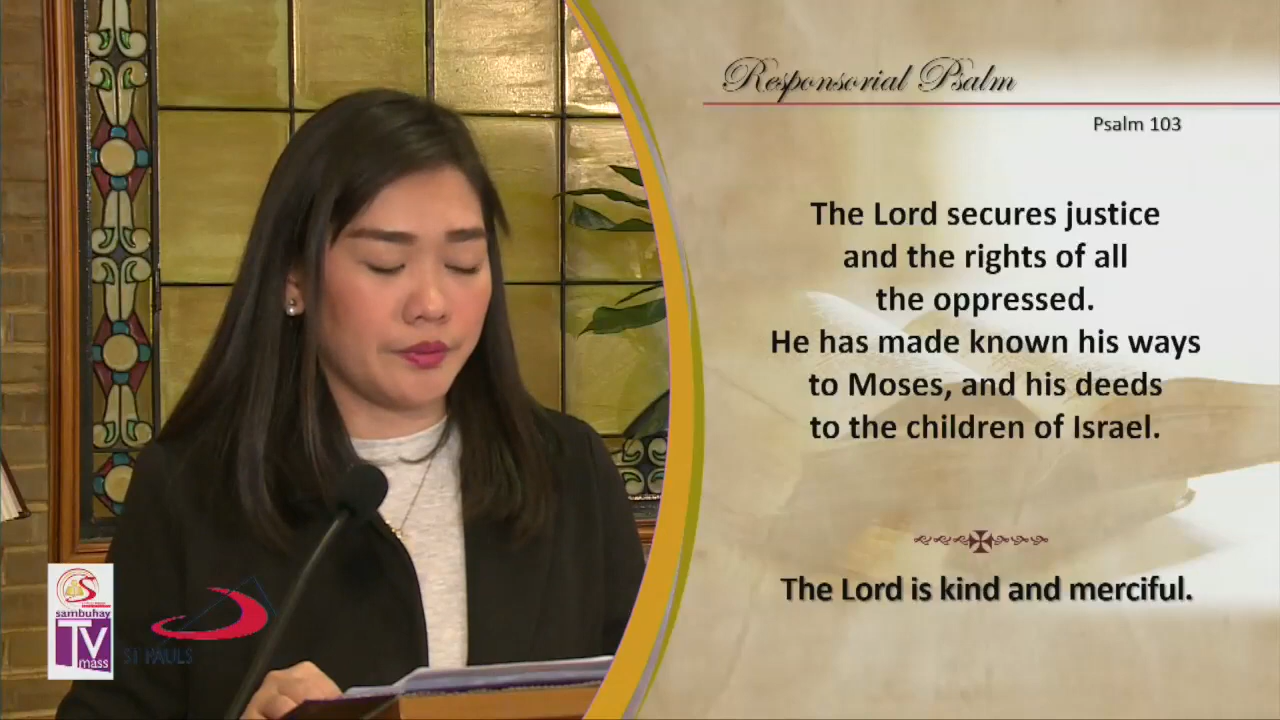 Responsorial Psalm
Psalm 103
The Lord secures justice
and the rights of all
the oppressed.
He has made known his ways
to Moses, and his deeds
to the children of Israel.
The Lord is kind and merciful.
sambuhay
TV
mass
ST PAULS